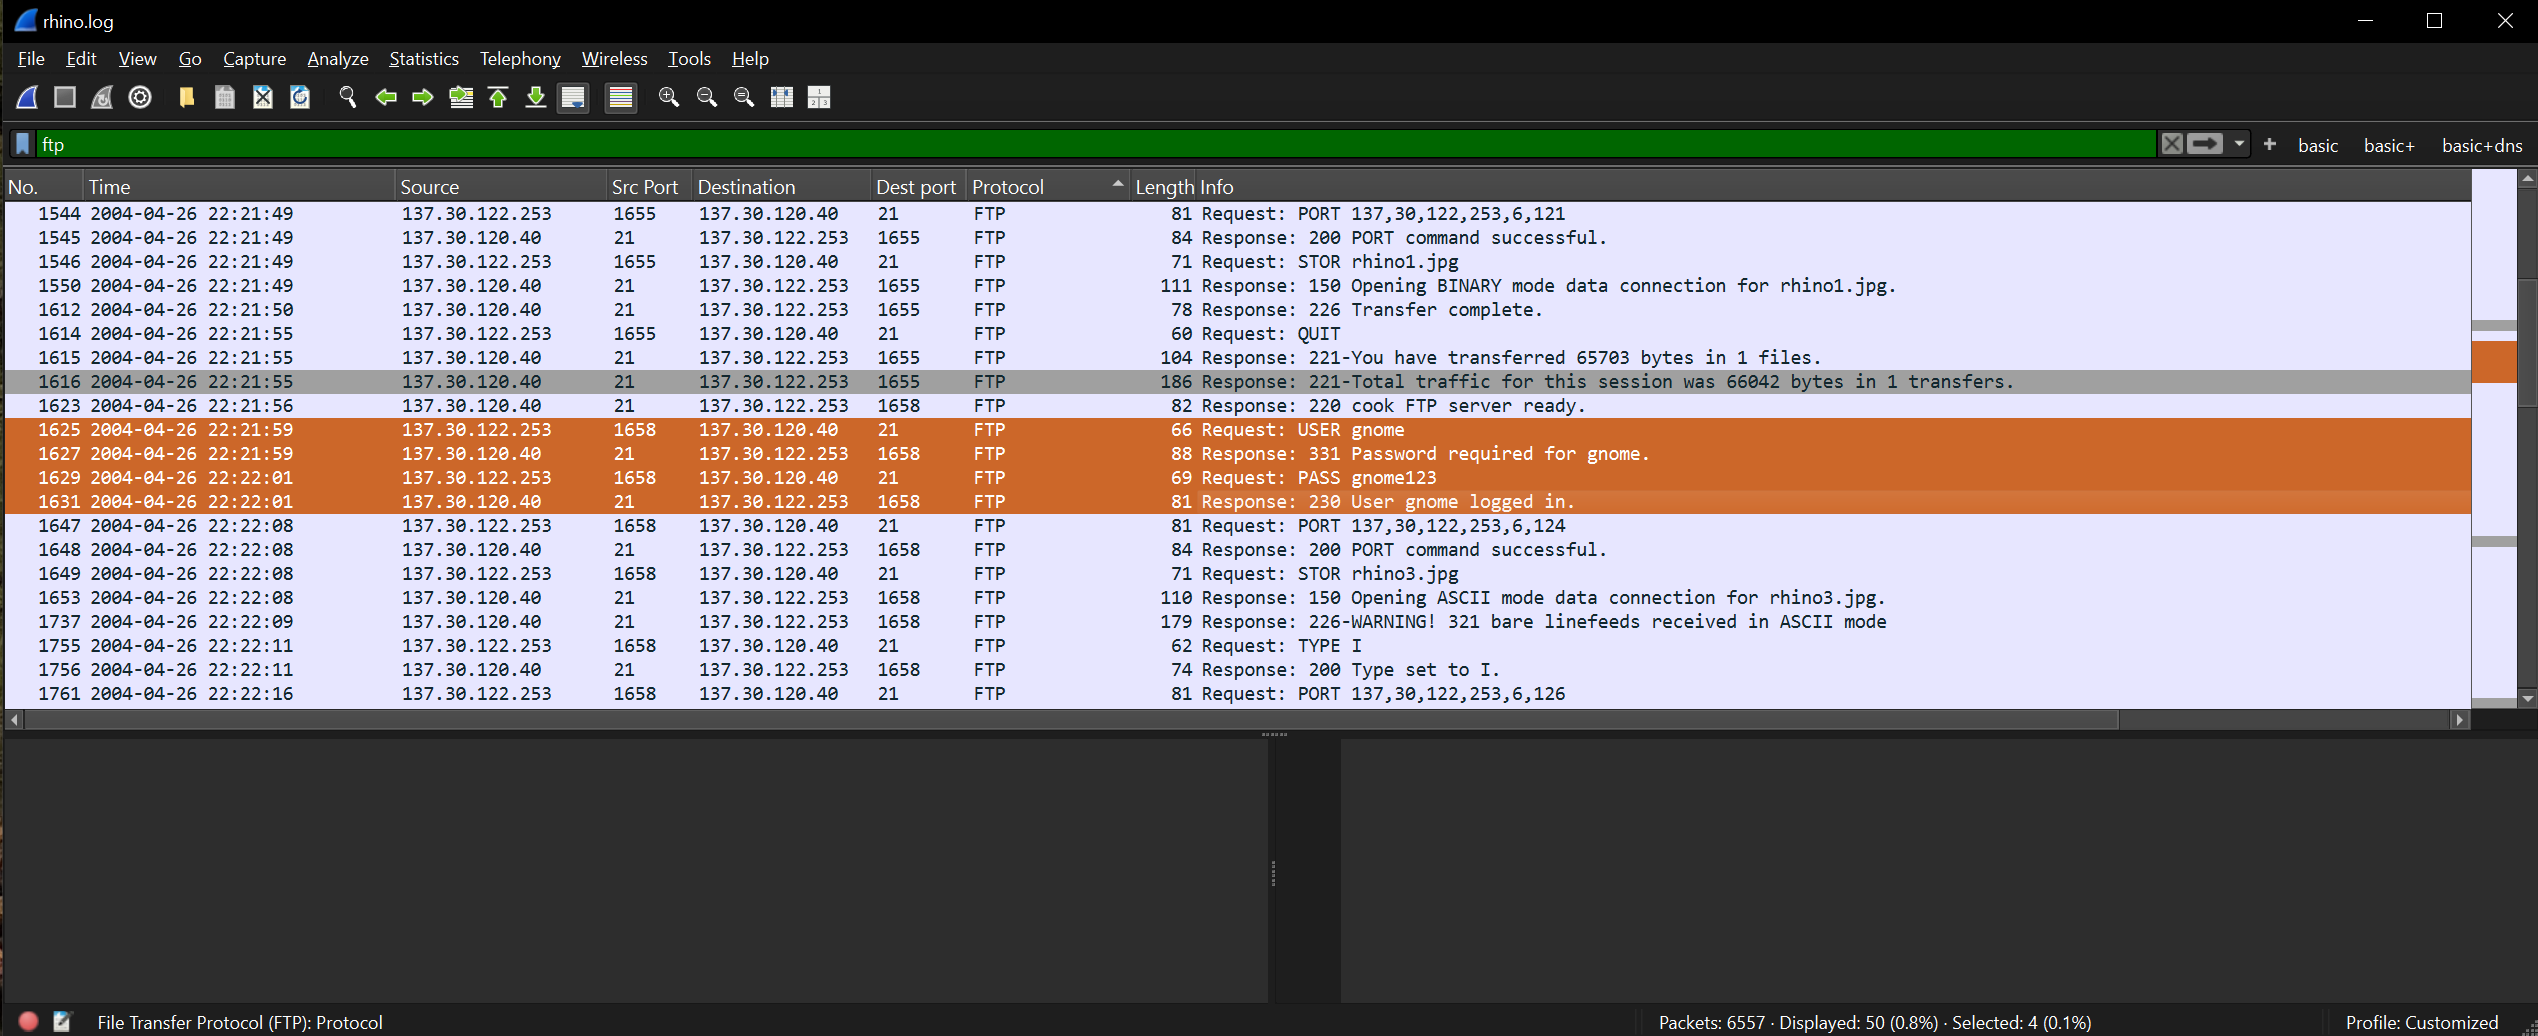 rhino.log
File Edit View Go Capture Analyze Statistics Telephony Wireless Tools Help
ftp
basic basic+ basic+dns
No. Time Source Src Port Destination Dest port Protocol Length Info
1544 2004-04-26 22:21:49 137.30.122.253 1655 137.30.120.40 21 FTP 81 Request: PORT 137,30,122,253,6,121
1545 2004-04-26 22:21:49 137.30.120.40 21 137.30.122.253 1655 FTP 84 Response: 200 PORT command successful.
1546 2004-04-26 22:21:49 137.30.122.253 1655 137.30.120.40 21 FTP 71 Request: STOR rhino1.jpg
1550 2004-04-26 22:21:49 137.30.120.40 21 137.30.122.253 1655 FTP 111 Response: 150 Opening BINARY mode data connection for rhino1.jpg.
1612 2004-04-26 22:21:50 137.30.120.40 21 137.30.122.253 1655 FTP 78 Response: 226 Transfer complete.
1614 2004-04-26 22:21:55 137.30.122.253 1655 137.30.120.40 21 FTP 60 Request: QUIT
1615 2004-04-26 22:21:55 137.30.120.40 21 137.30.122.253 1655 FTP 104 Response: 221-You have transferred 65703 bytes in 1 files.
1616 2004-04-26 22:21:55 137.30.120.40 21 137.30.122.253 1655 FTP 186 Response: 221-Total traffic for this session was 66042 bytes in 1 transfers.
1623 2004-04-26 22:21:56 137.30.120.40 21 137.30.122.253 1658 FTP 82 Response: 220 cook FTP server ready.
1625 2004-04-26 22:21:59 137.30.122.253 1658 137.30.120.40 21 FTP 66 Request: USER gnome
1627 2004-04-26 22:21:59 137.30.120.40 21 137.30.122.253 1658 FTP 88 Response: 331 Password required for gnome.
1629 2004-04-26 22:22:01 137.30.122.253 1658 137.30.120.40 21 FTP 69 Request: PASS gnome123
1631 2004-04-26 22:22:01 137.30.120.40 21 137.30.122.253 1658 FTP 81 Response: 230 User gnome logged in.
1647 2004-04-26 22:22:08 137.30.122.253 1658 137.30.120.40 21 FTP 81 Request: PORT 137,30,122,253,6,124
1648 2004-04-26 22:22:08 137.30.120.40 21 137.30.122.253 1658 FTP 84 Response: 200 PORT command successful.
1649 2004-04-26 22:22:08 137.30.122.253 1658 137.30.120.40 21 FTP 71 Request: STOR rhino3.jpg
1653 2004-04-26 22:22:08 137.30.120.40 21 137.30.122.253 1658 FTP 110 Response: 150 Opening ASCII mode data connection for rhino3.jpg.
1737 2004-04-26 22:22:09 137.30.120.40 21 137.30.122.253 1658 FTP 179 Response: 226-WARNING! 321 bare linefeeds received in ASCII mode
1755 2004-04-26 22:22:11 137.30.122.253 1658 137.30.120.40 21 FTP 62 Request: TYPE I
1756 2004-04-26 22:22:11 137.30.120.40 21 137.30.122.253 1658 FTP 74 Response: 200 Type set to I.
1761 2004-04-26 22:22:16 137.30.122.253 1658 137.30.120.40 21 FTP 81 Request: PORT 137,30,122,253,6,126
File Transfer Protocol (FTP): Protocol Packets: 6557 · Displayed: 50 (0.8%) · Selected: 4 (0.1%) Profile: Customized